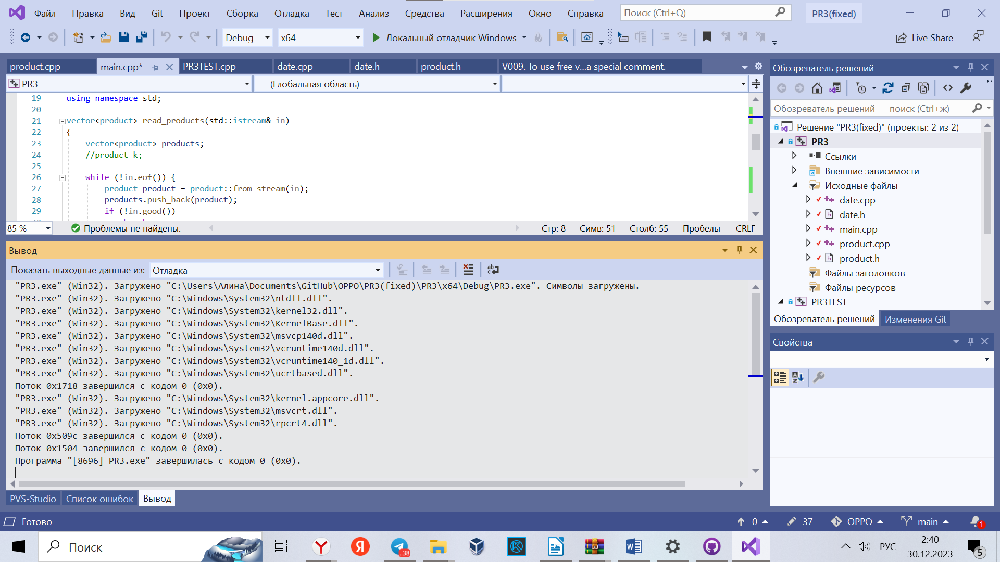 Файл Правка Вид Git Проект Сборка Отладка Тест Анализ Средства Расширения Окно Справка Поиск (Ctrl+Q) PR3(fixed)
Debug x64 Локальный отладчик Windows Live Share
product.cpp main.cpp* PR3TEST.cpp date.cpp date.h product.h V009. To use free v...a special comment.
PR3 (Глобальная область)
19 using namespace std;
20
21 vector<product> read_products(std::istream& in)
22 {
23 vector<product> products;
24 //product k;
25
26 while (!in.eof()) {
27 product product = product::from_stream(in);
28 products.push_back(product);
29 if (!in.good())
85 % Проблемы не найдены. Стр: 8 Симв: 51 Столб: 55 Пробелы CRLF
Вывод
Показать выходные данные из: Отладка
"PR3.exe" (Win32). Загружено "C:\Users\Алина\Documents\GitHub\OPPO\PR3(fixed)\PR3\x64\Debug\PR3.exe". Символы загружены.
"PR3.exe" (Win32). Загружено "C:\Windows\System32\ntdll.dll".
"PR3.exe" (Win32). Загружено "C:\Windows\System32\kernel32.dll".
"PR3.exe" (Win32). Загружено "C:\Windows\System32\KernelBase.dll".
"PR3.exe" (Win32). Загружено "C:\Windows\System32\msvcp140d.dll".
"PR3.exe" (Win32). Загружено "C:\Windows\System32\vcruntime140d.dll".
"PR3.exe" (Win32). Загружено "C:\Windows\System32\vcruntime140_1d.dll".
"PR3.exe" (Win32). Загружено "C:\Windows\System32\ucrtbased.dll".
Поток 0x1718 завершился с кодом 0 (0x0).
"PR3.exe" (Win32). Загружено "C:\Windows\System32\kernel.appcore.dll".
"PR3.exe" (Win32). Загружено "C:\Windows\System32\msvcrt.dll".
"PR3.exe" (Win32). Загружено "C:\Windows\System32\rpcrt4.dll".
Поток 0x509c завершился с кодом 0 (0x0).
Поток 0x1504 завершился с кодом 0 (0x0).
Программа "[8696] PR3.exe" завершилась с кодом 0 (0x0).
PVS-Studio Список ошибок Вывод
Обозреватель решений
Обозреватель решений — поиск (Ctrl+ж)
Решение "PR3(fixed)" (проекты: 2 из 2)
PR3
Ссылки
Внешние зависимости
Исходные файлы
date.cpp
date.h
main.cpp
product.cpp
product.h
Файлы заголовков
Файлы ресурсов
PR3TEST
Обозреватель решений Изменения Git
Свойства
Готово 0 37 OPPO main 1
Поиск ..38 РУС 2:40
30.12.2023 5